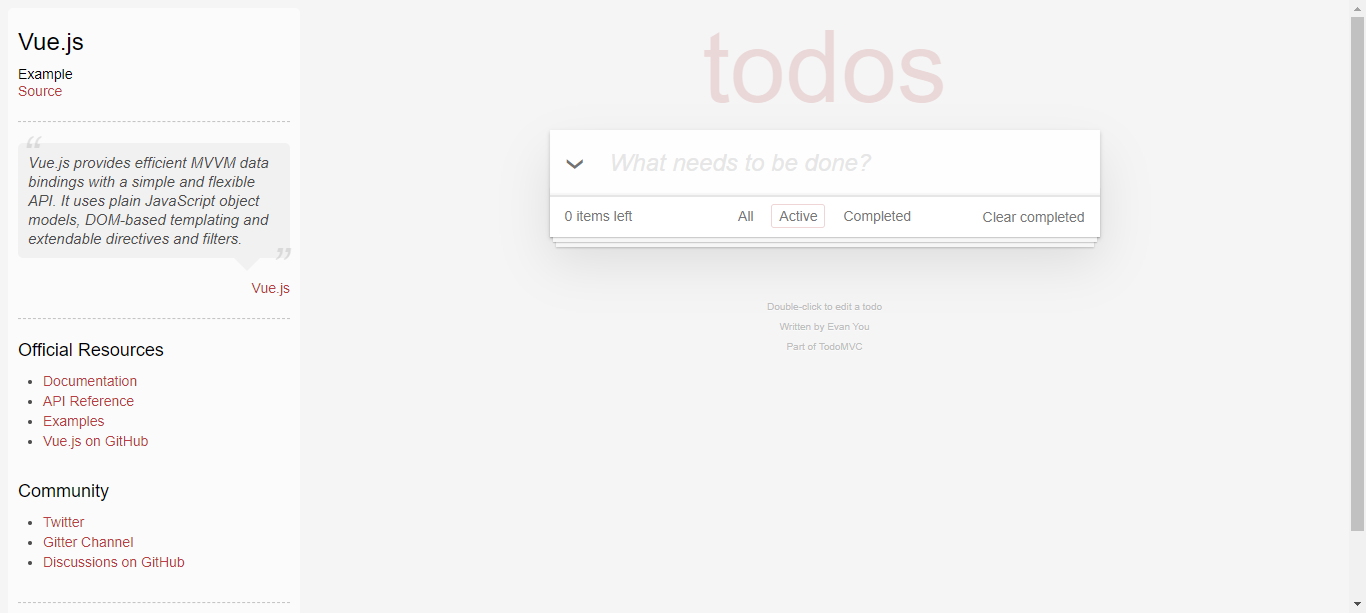 Vue.js
Example
Source
“
Vue.js provides efficient MVVM data
bindings with a simple and flexible
API. It uses plain JavaScript object
models, DOM-based templating and
extendable directives and filters.
”
Vue.js
Official Resources
Documentation
API Reference
Examples
Vue.js on GitHub
Community
Twitter
Gitter Channel
Discussions on GitHub
todos
What needs to be done?
0 items left All Active Completed Clear completed
Double-click to edit a todo
Written by Evan You
Part of TodoMVC